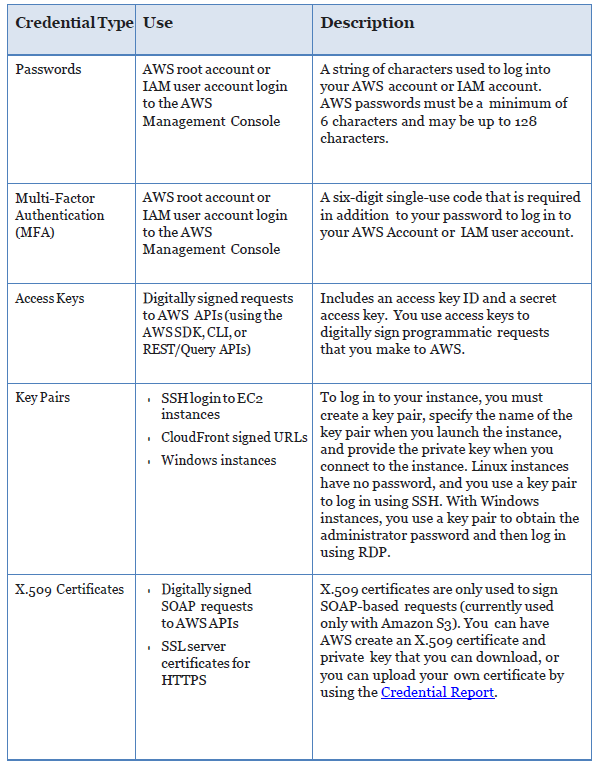 Credential Type Use Description
Passwords
AWS root account or
IAM user account login
to the AWS
Management Console
A string of characters used to log into
your AWS account or IAM account.
AWS passwords must be a minimum of
6 characters and may be up to 128
characters.
Multi-Factor
Authentication
(MFA)
AWS root account or
IAM user account login
to the AWS
Management Console
A six-digit single-use code that is required
in addition to your password to log in to
your AWS Account or IAM user account.
Access Keys
Digitally signed requests
to AWS APIs (using the
AWS SDK, CLI, or
REST/Query APIs)
Includes an access key ID and a secret
access key. You use access keys to
digitally sign programmatic requests
that you make to AWS.
Key Pairs
• SSH login to EC2
instances
• CloudFront signed URLs
• Windows instances
To log in to your instance, you must
create a key pair, specify the name of the
key pair when you launch the instance,
and provide the private key when you
connect to the instance. Linux instances
have no password, and you use a key pair
to log in using SSH. With Windows
instances, you use a key pair to obtain the
administrator password and then log in
using RDP.
X.509 Certificates
• Digitally signed
SOAP requests
to AWS APIs
• SSL server
certificates for
HTTPS
X.509 certificates are only used to sign
SOAP-based requests (currently used
only with Amazon S3). You can have
AWS create an X.509 certificate and
private key that you can download, or
you can upload your own certificate by
using the Credential Report.